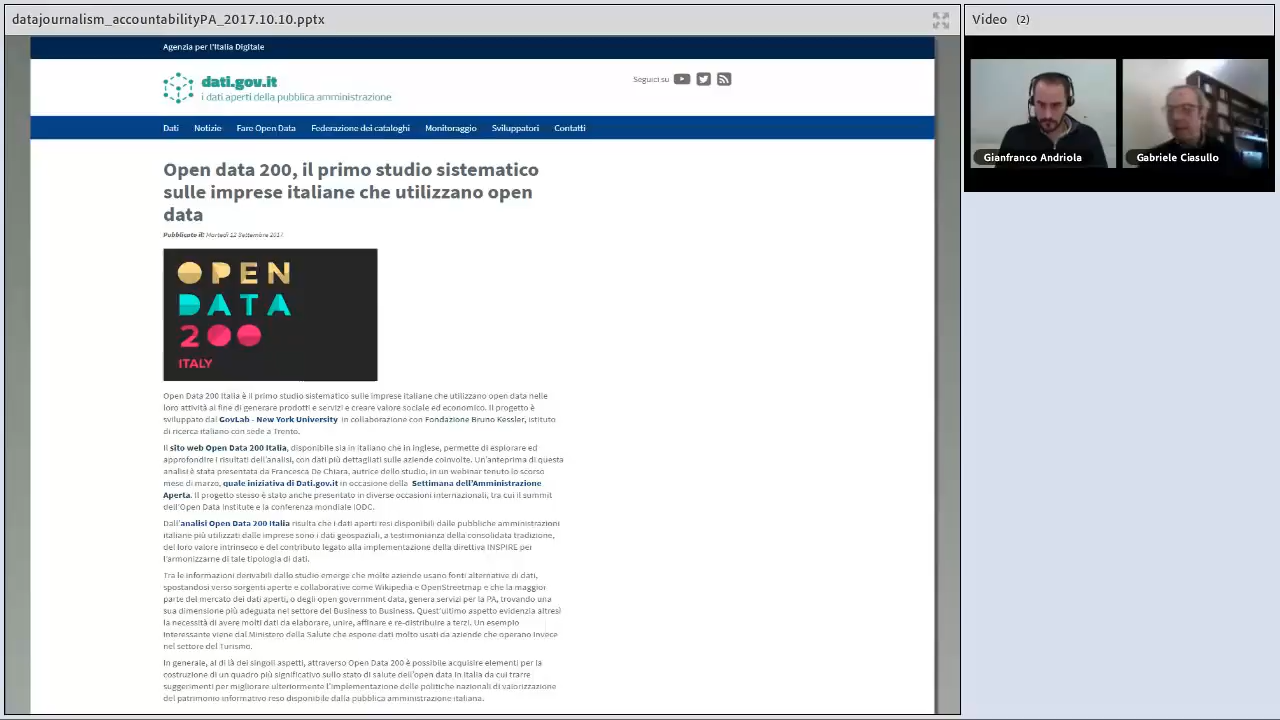 datajournalism_accountabilityPA_2017.10.10.pptx
Video (2)
Agenzia per l'Italia Digitale
dati.gov.it
i dati aperti della pubblica amministrazione
Seguici su
Dati Notizie Fare Open Data Federazione dei cataloghi Monitoraggio Sviluppatori Contatti
Gianfranco Andriola
Gabriele Ciasullo
Open data 200, il primo studio sistematico
sulle imprese italiane che utilizzano open
data
Pubblicato il: Martedì 12 Settembre 2017
OPEN
DATA
200
ITALY
Open Data 200 Italia è il primo studio sistematico sulle imprese italiane che utilizzano open data nelle
loro attività al fine di generare prodotti e servizi e creare valore sociale ed economico. Il progetto è
sviluppato dal GovLab - New York University in collaborazione con Fondazione Bruno Kessler, istituto
di ricerca italiano con sede a Trento.
Il sito web Open Data 200 Italia, disponibile sia in italiano che in inglese, permette di esplorare ed
approfondire i risultati dell'analisi, con dati più dettagliati sulle aziende coinvolte. Un'anteprima di questa
analisi è stata presentata da Francesca De Chiara, autrice dello studio, in un webinar tenuto lo scorso
mese di marzo, quale iniziativa di Dati.gov.it in occasione della Settimana dell'Amministrazione
Aperta. Il progetto stesso è stato anche presentato in diverse occasioni internazionali, tra cui il summit
dell'Open Data Institute e la conferenza mondiale IODC.
Dall'analisi Open Data 200 Italia risulta che i dati aperti resi disponibili dalle pubbliche amministrazioni
italiane più utilizzati dalle imprese sono i dati geospaziali, a testimonianza della consolidata tradizione,
del loro valore intrinseco e del contributo legato alla implementazione della direttiva INSPIRE per
l'armonizzarne di tale tipologia di dati.
Tra le informazioni derivabili dallo studio emerge che molte aziende usano fonti alternative di dati,
spostandosi verso sorgenti aperte e collaborative come Wikipedia e OpenStreetmap e che la maggior
parte del mercato dei dati aperti, o degli open government data, genera servizi per la PA, trovando una
sua dimensione più adeguata nel settore del Business to Business. Quest'ultimo aspetto evidenzia altresì
la necessità di avere molti dati da elaborare, unire, affinare e re-distribuire a terzi. Un esempio
interessante viene dal Ministero della Salute che espone dati molto usati da aziende che operano invece
nel settore del Turismo.
In generale, al di là dei singoli aspetti, attraverso Open Data 200 è possibile acquisire elementi per la
costruzione di un quadro più significativo sullo stato di salute dell'open data in Italia da cui trarre
suggerimenti per migliorare ulteriormente l'implementazione delle politiche nazionali di valorizzazione
del patrimonio informativo reso disponibile dalla pubblica amministrazione italiana.